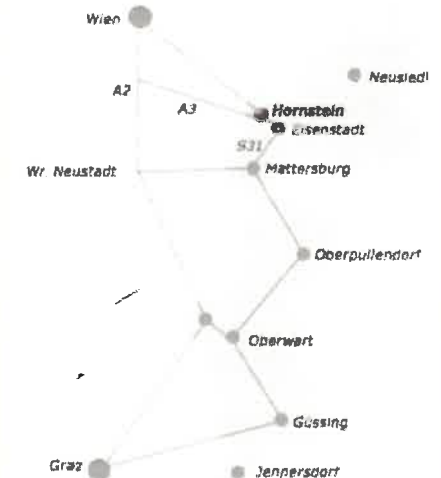 Wien
Neusiedl
A2
A3
Hornstein
Eisenstadt
S31
Wr. Neustadt
Mattersburg
Oberpullendorf
Oberwart
Güssing
Graz
Jennersdorf